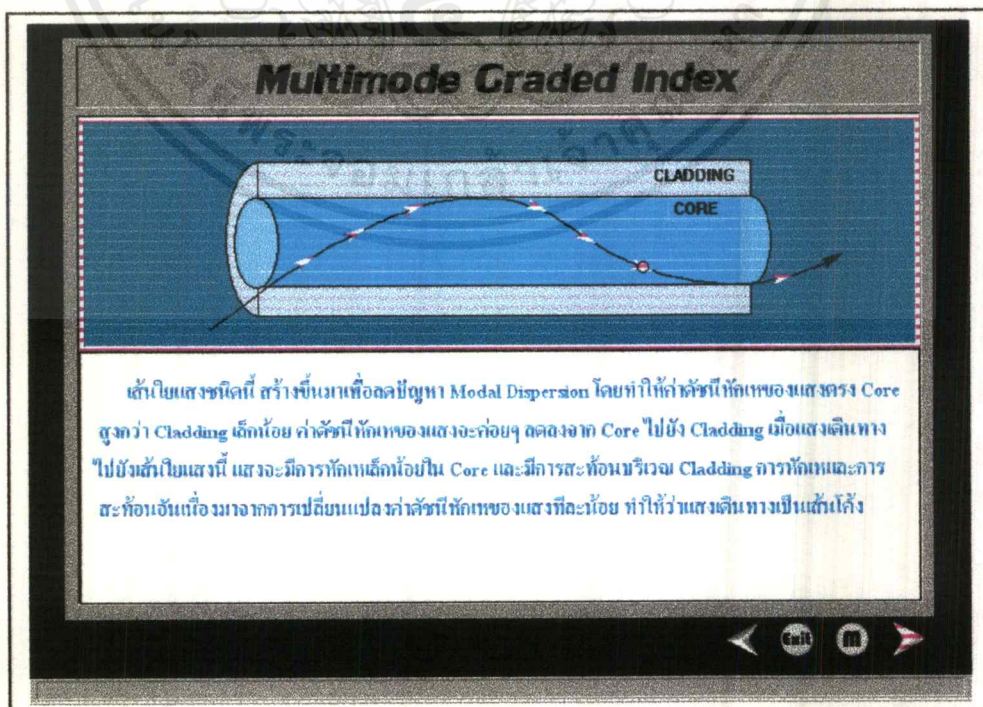 Multimode Graded Index
CLADDING
CORE
เส้นใยแสงชนิดนี้ สร้างขึ้นมาเพื่อลดปัญหา Modal Dispersion โดยทำให้ค่าดัชนีหักเหของแสงตรง Core
สูงกว่า Cladding เล็กน้อย ค่าดัชนีหักเหของแสงจะค่อยๆ ลดลงจาก Core ไปยัง Cladding เมื่อแสงเดินทาง
ไปยังเส้นใยแสงนี้ แสงจะมีการหักเหเล็กน้อยใน Core และมีการสะท้อนบริเวณ Cladding การหักเหและการ
สะท้อนอันเนื่องมาจากการเปลี่ยนแปลงค่าดัชนีหักเหของแสงทีละน้อย ทำให้ว่าแสงเดินทางเป็นเส้นโค้ง
Exit
m